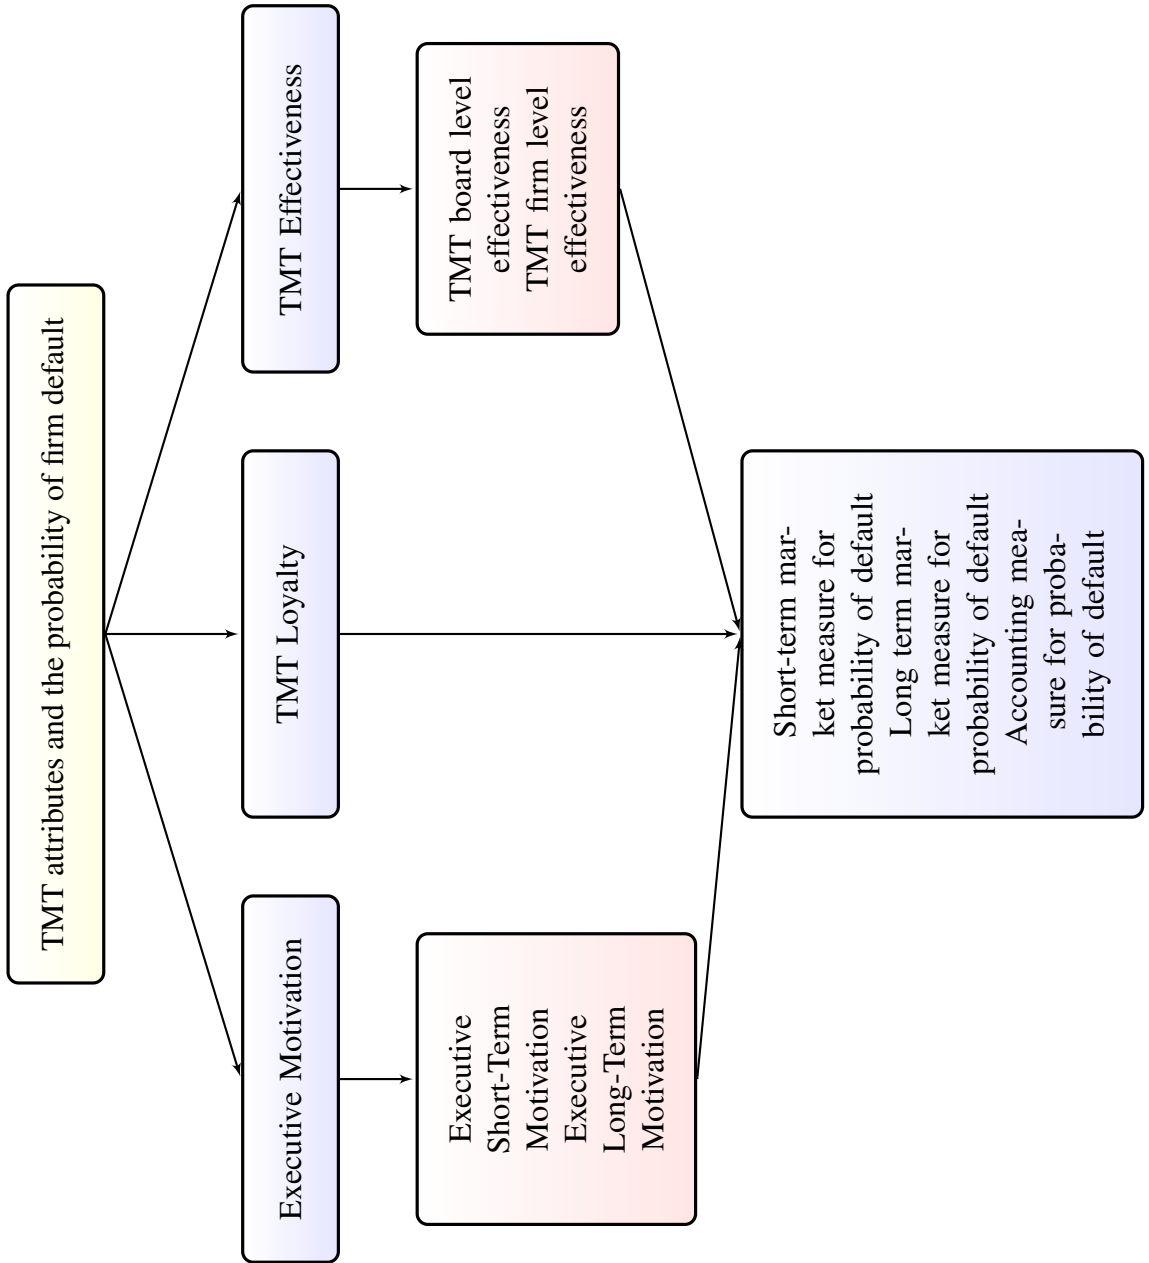 TMT attributes and the probability of firm default
Executive Motivation
TMT Loyalty
TMT Effectiveness
Executive
Short-Term
Motivation
Executive
Long-Term
Motivation
TMT board level
effectiveness
TMT firm level
effectiveness
Short-term mar-
ket measure for
probability of default
Long term mar-
ket measure for
probability of default
Accounting mea-
sure for proba-
bility of default